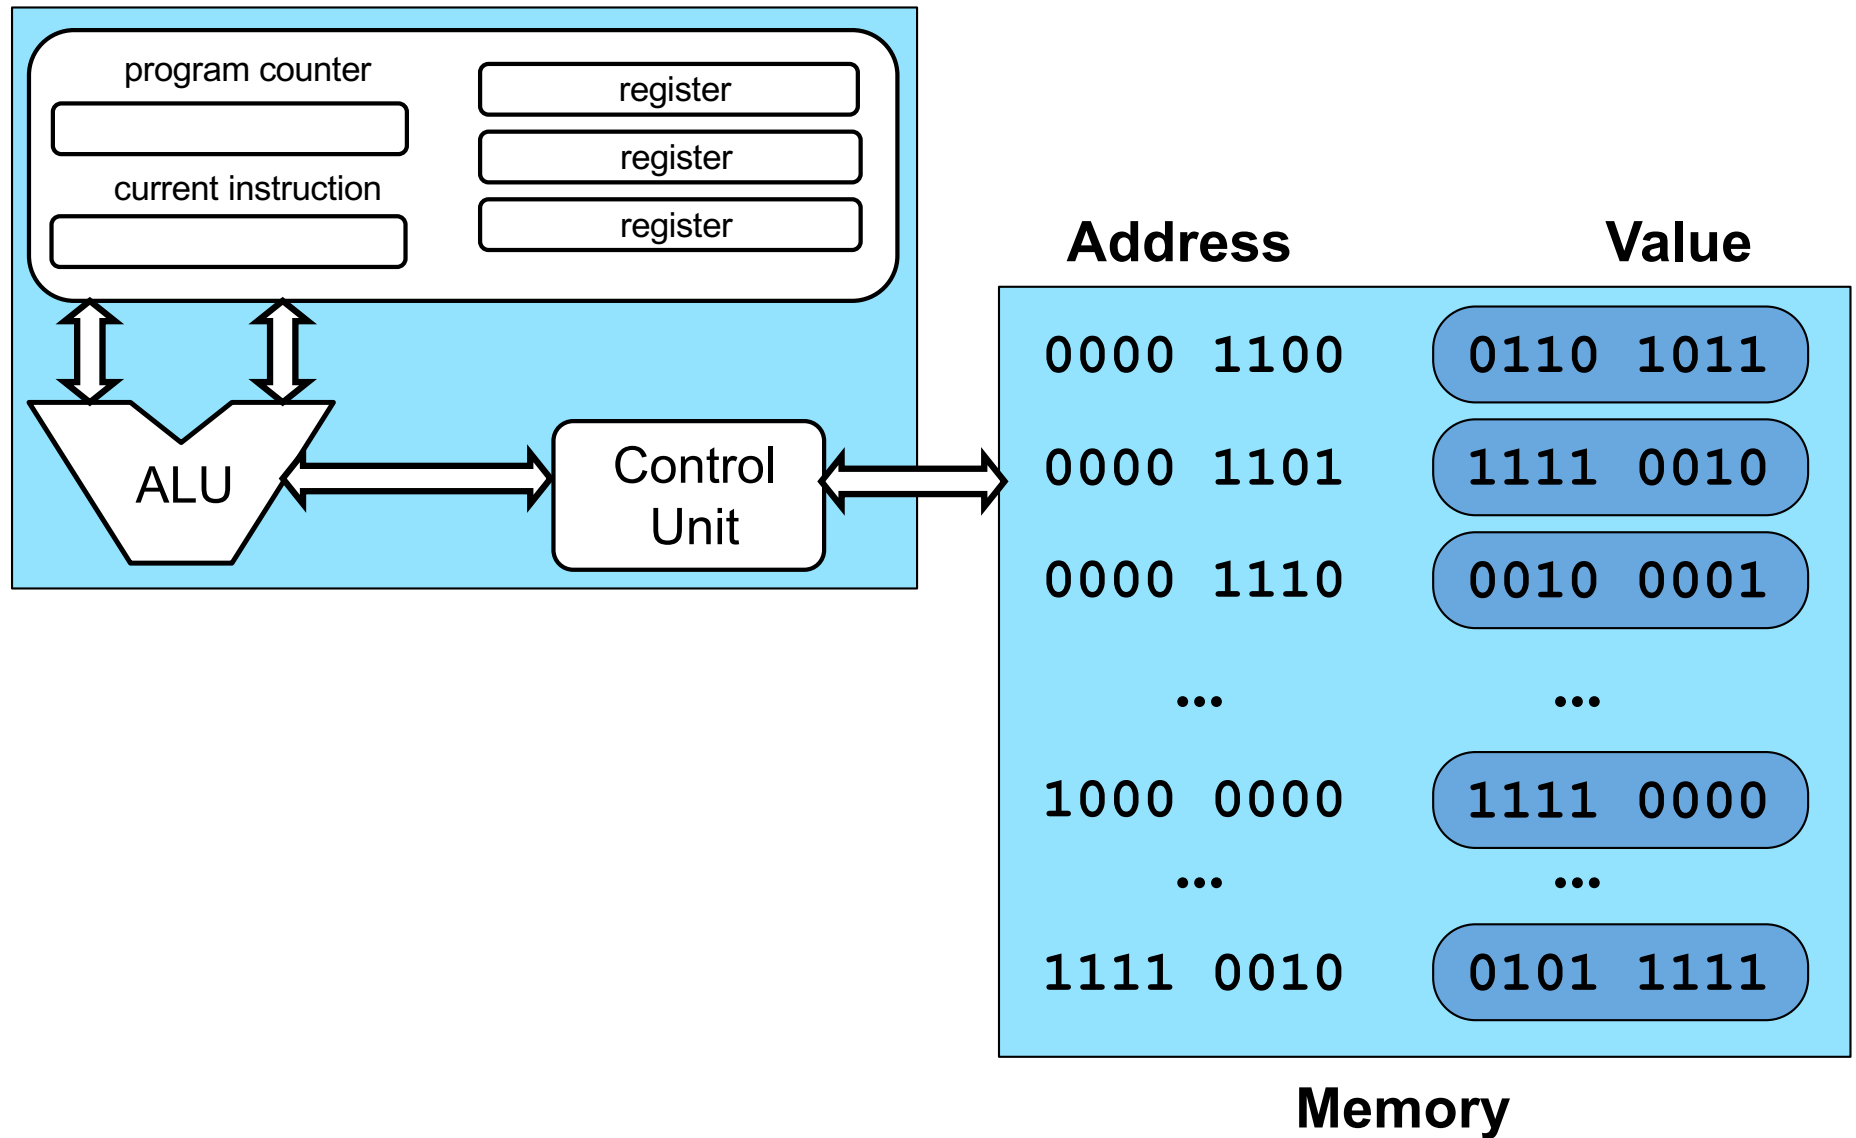 program counter
register
register
current instruction
register
ALU
Control
Unit
Address Value
0000 1100 0110 1011
0000 1101 1111 0010
0000 1110 0010 0001
... ...
1000 0000 1111 0000
... ...
1111 0010 0101 1111
Memory